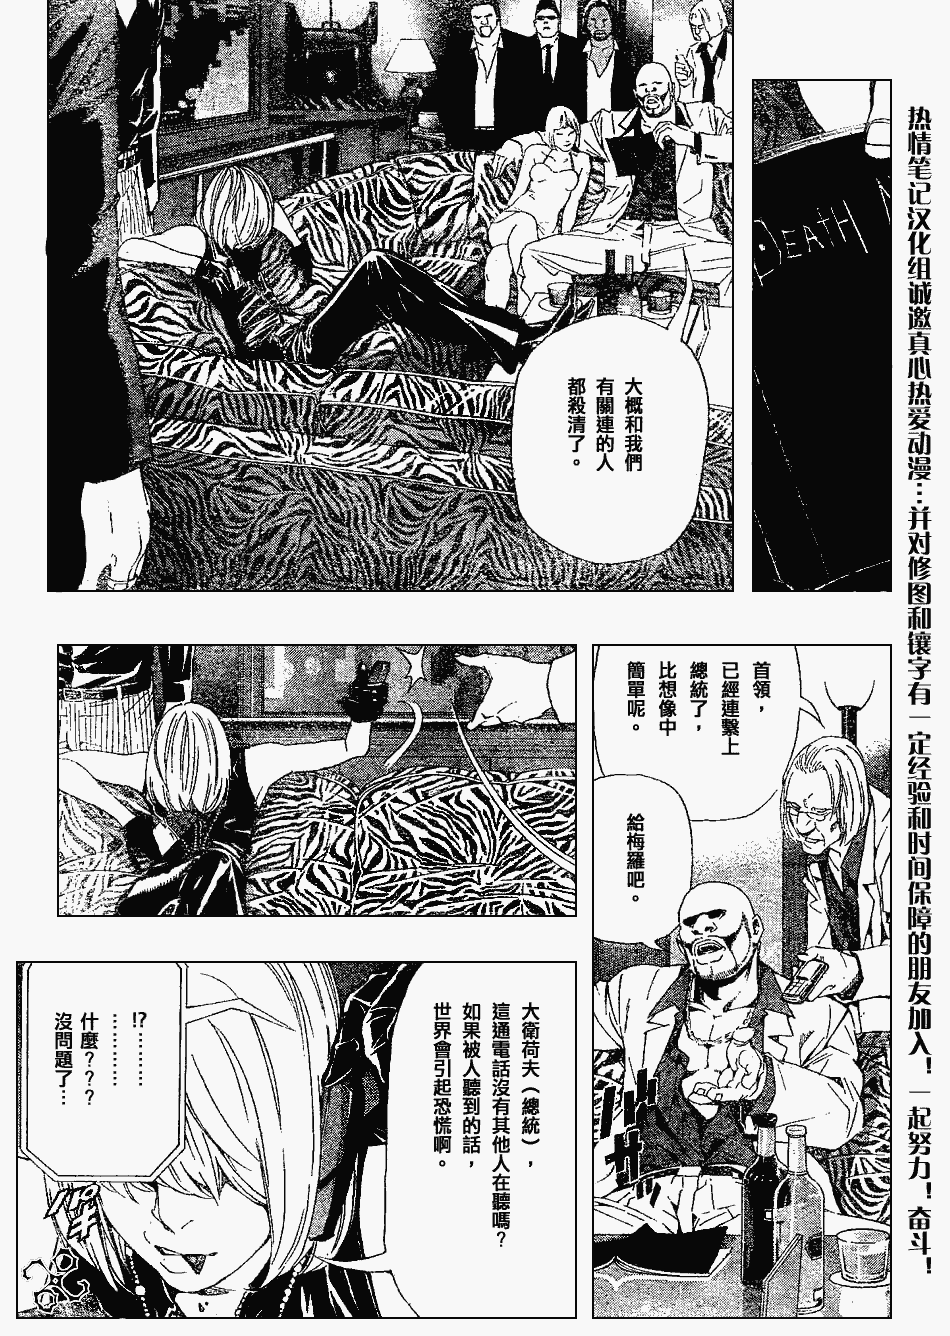 DEATH N
大概和我們
有關連的人
都殺清了。
首領，
已經連繫上
總統了，
比想像中
簡單呢。
給梅羅吧。
大衛荷夫（總統），
這通電話沒有其他人在聽嗎？
如果被人聽到的話，
世界會引起恐慌啊。
!?…………
…………
什麼？？？
沒問題了…
パキ
热情笔记汉化组诚邀真心热爱动漫…并对修图和镶字有一定经验和时间保障的朋友加入！一起努力！奋斗！